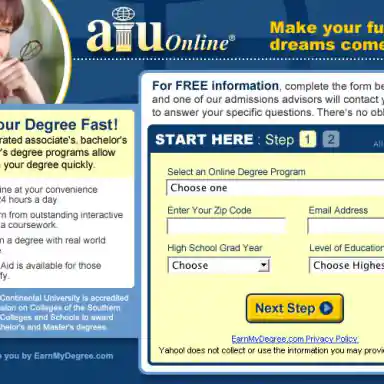 aiu Online®
Make your fu
dreams come
For FREE information, complete the form be
and one of our admissions advisors will contact
to answer your specific questions. There's no obl
our Degree Fast!
rated associate's, bachelor's
's degree programs allow
your degree quickly.
ine at your convenience
24 hours a day
rn from outstanding interactive
a coursework.
n a degree with real world
Aid is available for those
fy.
Continental University is accredited
ssion on Colleges of the Southern
Colleges and Schools to award
helor's and Master's degrees.
you by EarnMyDegree.com
START HERE : Step 1 2
Al
Select an Online Degree Program
Choose one
Enter Your Zip Code
Email Address
High School Grad Year
Level of Education
Choose
Choose Highes
Next Step
EarnMyDegree.com Privacy Policy.
Yahoo! does not collect or use the information you may provi